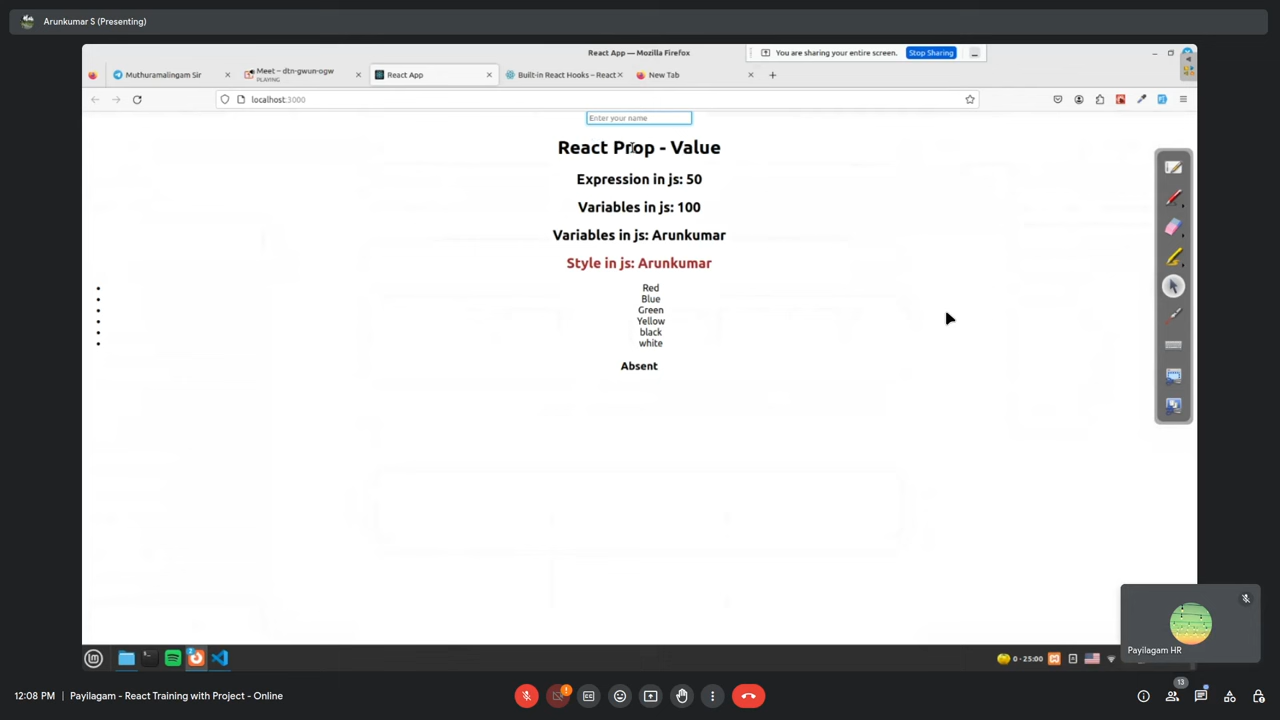 Arunkumar S (Presenting)
React App — Mozilla Firefox
You are sharing your entire screen.
Stop Sharing
Muthuramalingam Sir
Meet – dtn-gwun-ogw
PLAYING
React App
Built-in React Hooks – React
New Tab
localhost:3000
Enter your name
React Prop - Value
Expression in js: 50
Variables in js: 100
Variables in js: Arunkumar
Style in js: Arunkumar
Red
Blue
Green
Yellow
black
white
Absent
Payilagam HR
0 - 25:00
12:08 PM | Payilagam - React Training with Project - Online
13